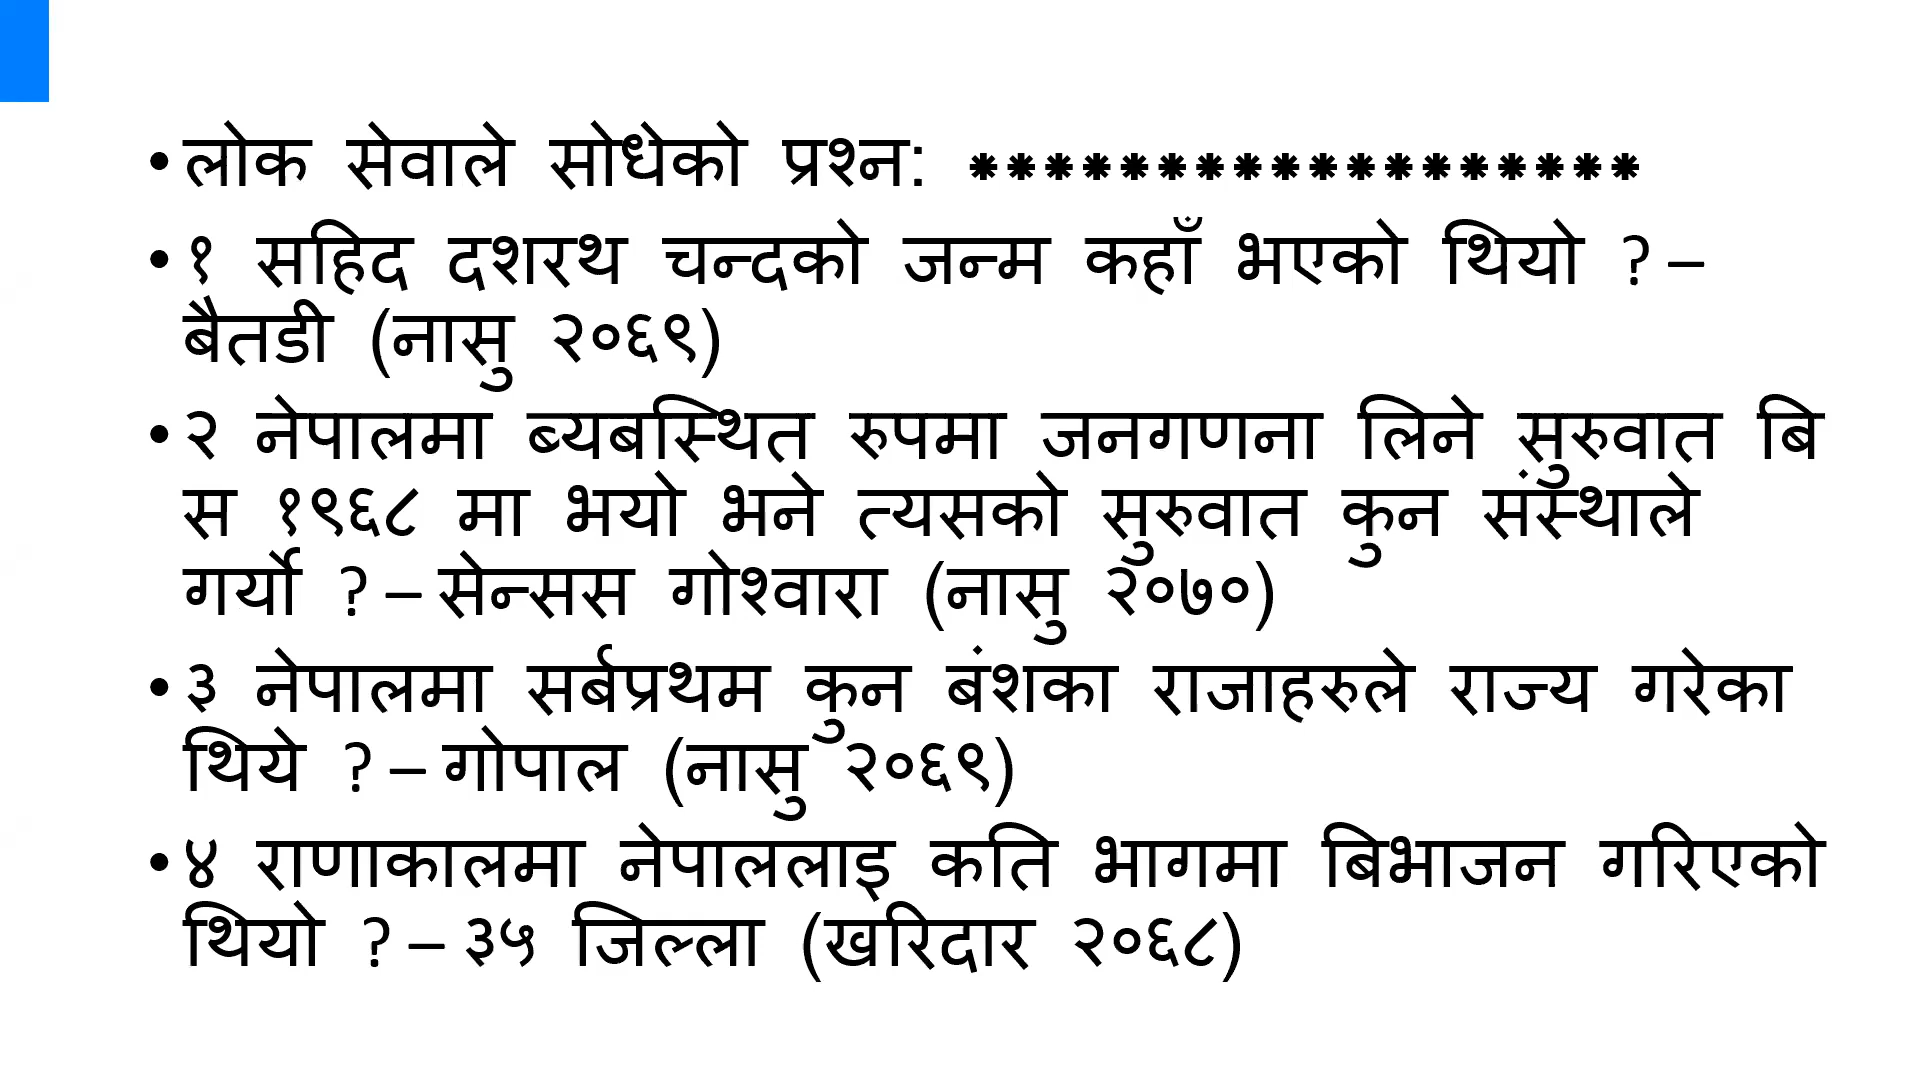 • लोक सेवाले सोधेको प्रश्न: ******************
• १ सहिद दशरथ चन्दको जन्म कहाँ भएको थियो ? –
बैतडी (नासु २०६९)
• २ नेपालमा ब्यबस्थित रुपमा जनगणना लिने सुरुवात बि
स १९६८ मा भयो भने त्यसको सुरुवात कुन संस्थाले
गर्यो ? – सेन्सस गोश्वारा (नासु २०७०)
• ३ नेपालमा सर्बप्रथम कुन बंशका राजाहरुले राज्य गरेका
थिये ? – गोपाल (नासु २०६९)
• ४ राणाकालमा नेपाललाइ कति भागमा बिभाजन गरिएको
थियो ? – ३५ जिल्ला (खरिदार २०६८)